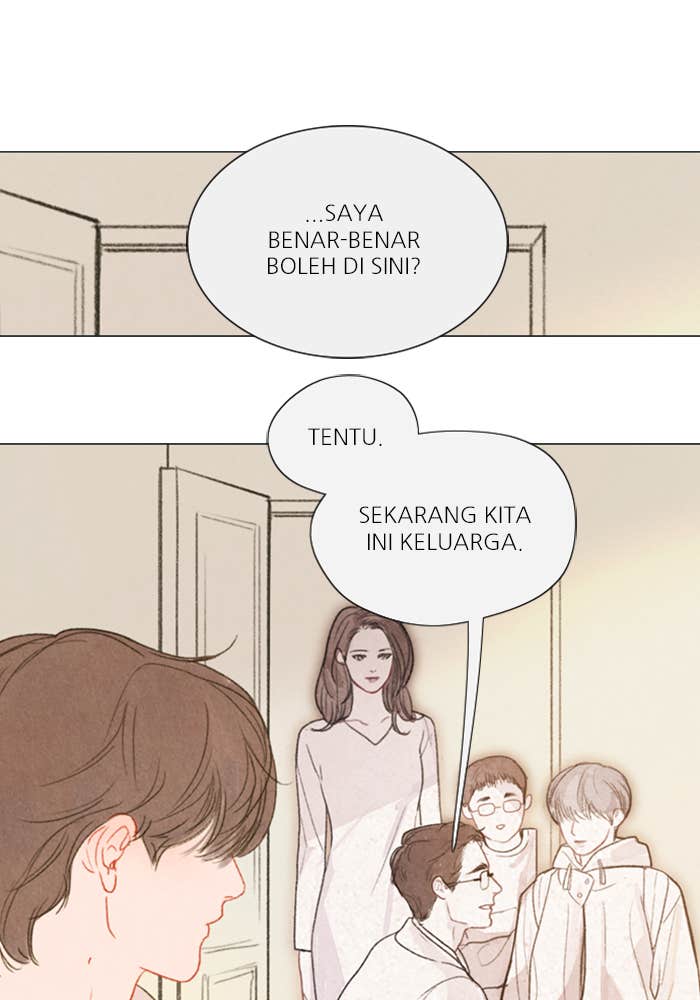 ...SAYA
BENAR-BENAR
BOLEH DI SINI?
TENTU.
SEKARANG KITA
INI KELUARGA.